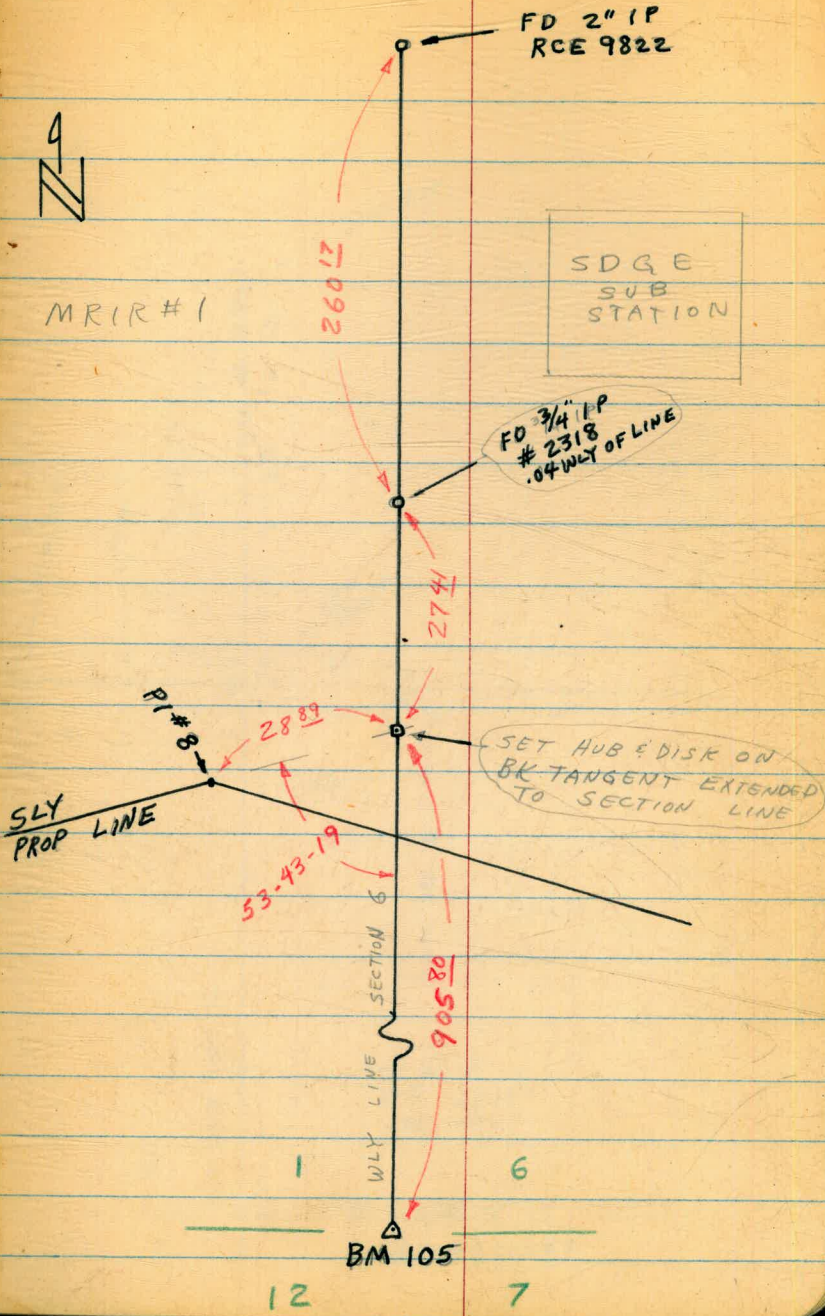 FD 2" IP
RCE 9822
N
260 17
SDGE
SUB
STATION
MRIR #1
FD 3/4" IP
# 2318
.04 WLY OF LINE
27 41
PI #8
28 89
SET HUB & DISK ON
BK TANGENT EXTENDED
TO SECTION LINE
SLY
PROP LINE
53-43-19
WLY LINE SECTION 6
905 80
1
6
BM 105
12
7